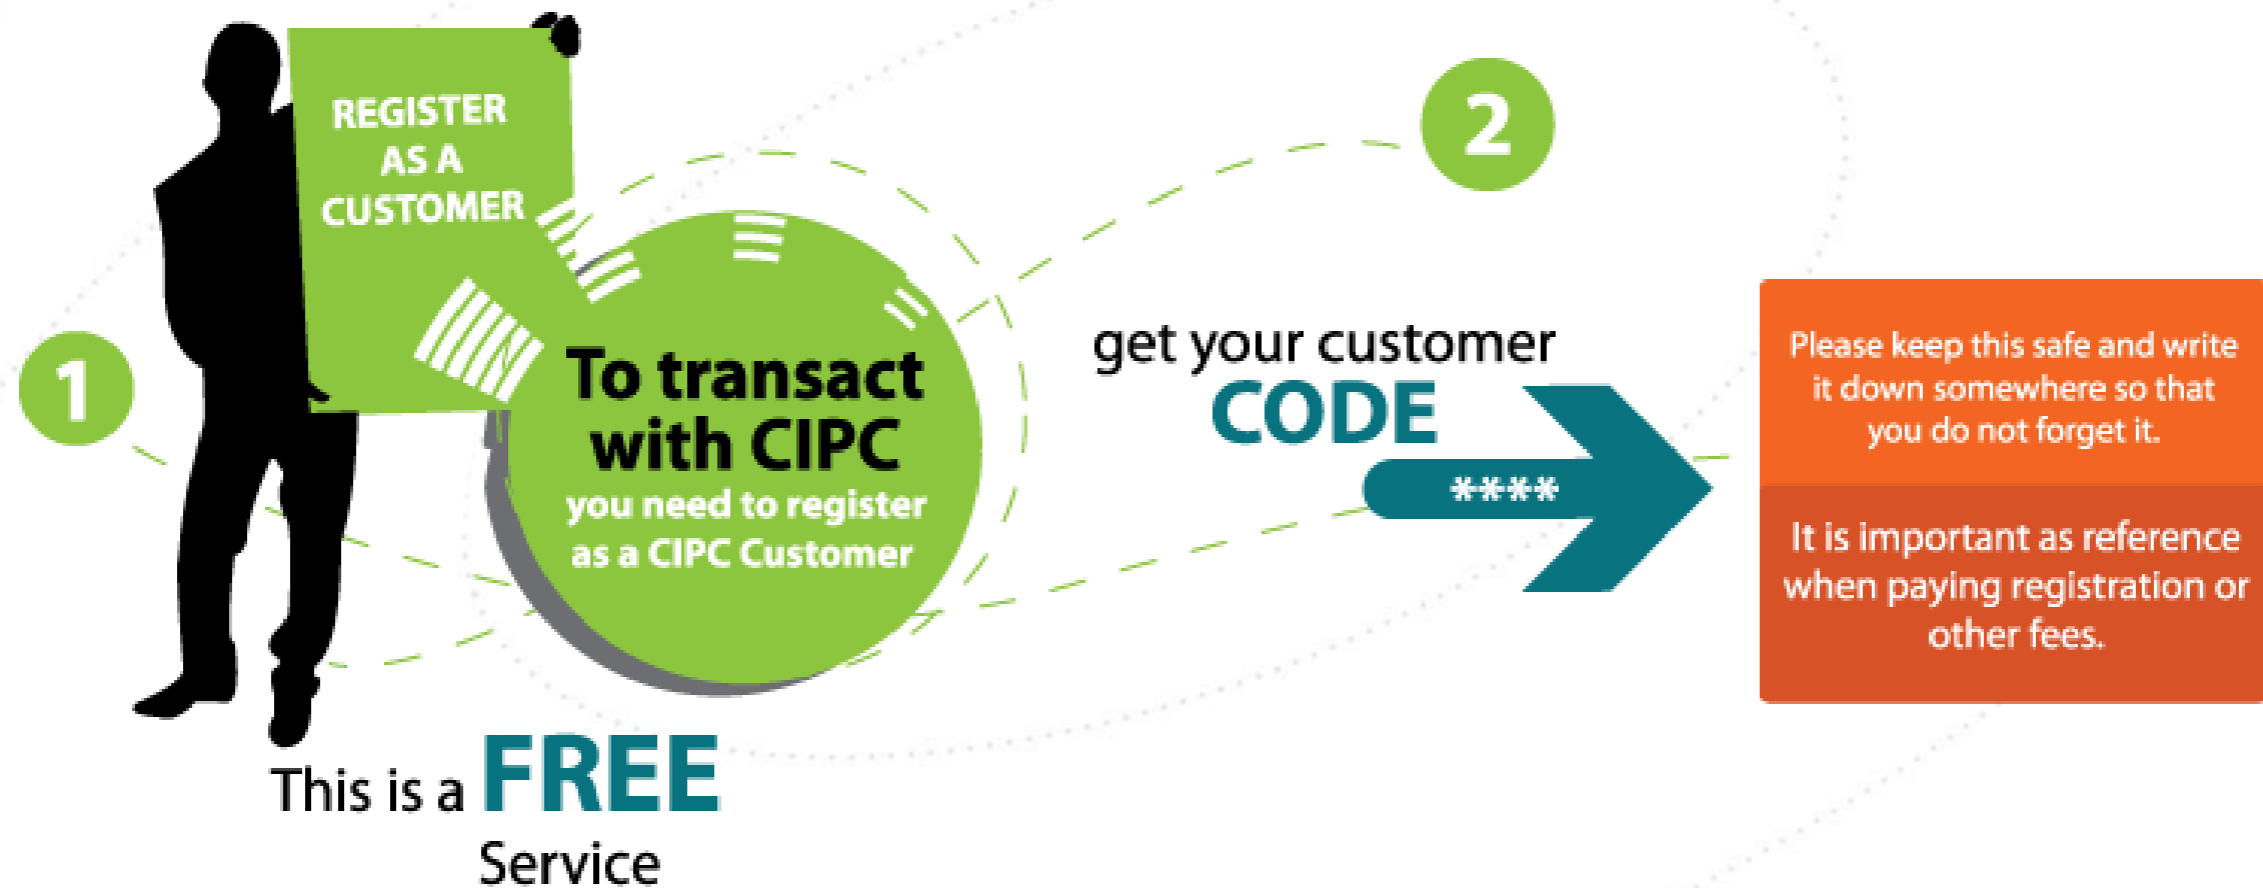 1
REGISTER
AS A
CUSTOMER
To transact
with CIPC
you need to register
as a CIPC Customer
This is a FREE
Service
2
get your customer
CODE
****
Please keep this safe and write
it down somewhere so that
you do not forget it.
It is important as reference
when paying registration or
other fees.